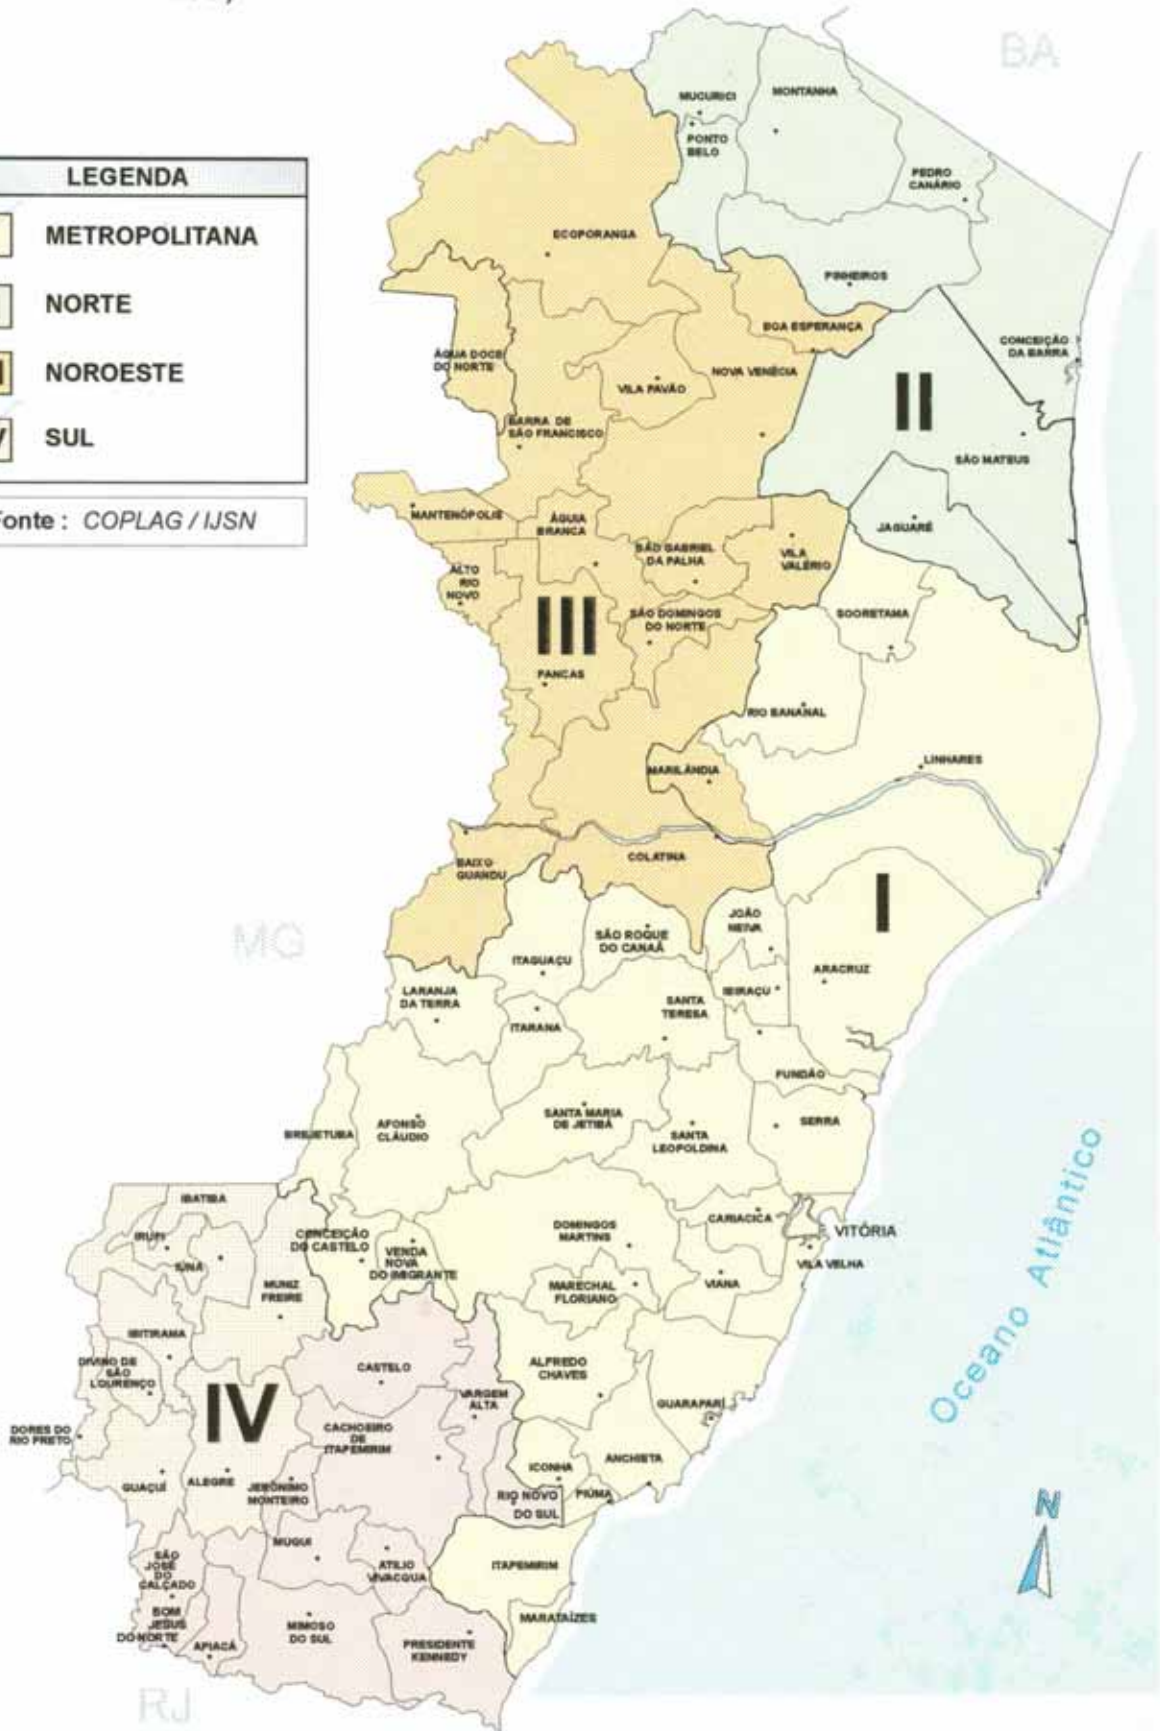 BA
LEGENDA
METROPOLITANA
NORTE
NOROESTE
SUL
Fonte : COPLAG / IJSN
MUCURICI
MONTANHA
PONTO
BELO
PEDRO
CANÁRIO
ECOPORANGA
PINHEIROS
BOA ESPERANÇA
CONCEIÇÃO
DA BARRA
ÁGUA DOCE
DO NORTE
VILA PAVÃO
NOVA VENÉCIA
II
BARRA DE
SÃO FRANCISCO
SÃO MATEUS
MANTENÓPOLIS
ÁGUIA
BRANCA
JAGUARÉ
SÃO GABRIEL
DA PALHA
VILA
VALÉRIO
ALTO
RIO
NOVO
III
SÃO DOMINGOS
DO NORTE
SOORETAMA
PANCAS
RIO BANANAL
LINHARES
MARILÂNDIA
BAIXO
GUANDU
COLATINA
I
MG
JOÃO
NEIVA
SÃO ROQUE
DO CANAÃ
ITAGUAÇU
ARACRUZ
LARANJA
DA TERRA
IBIRAÇU
SANTA
TERESA
ITARANA
FUNDÃO
BREJETUBA
AFONSO
CLÁUDIO
SANTA MARIA
DE JETIBÁ
SANTA
LEOPOLDINA
SERRA
IBATIBA
IRUPI
IÚNA
CONCEIÇÃO
DO CASTELO
VENDA
NOVA
DO IMIGRANTE
DOMINGOS
MARTINS
CARIACICA
VITÓRIA
VILA VELHA
VIANA
MUNIZ
FREIRE
MARECHAL
FLORIANO
IBITIRAMA
DIVINO DE
SÃO
LOURENÇO
CASTELO
ALFREDO
CHAVES
VARGEM
ALTA
GUARAPARÍ
IV
DORES DO
RIO PRETO
CACHOEIRO
DE
ITAPEMIRIM
ANCHIETA
ICONHA
GUAÇUÍ
ALEGRE
JERÔNIMO
MONTEIRO
RIO NOVO
DO SUL
PIÚMA
MUQUI
ATILIO
VIVACQUA
ITAPEMIRIM
SÃO
JOSÉ
DO
CALÇADO
BOM
JESUS
DO NORTE
APIACÁ
MIMOSO
DO SUL
PRESIDENTE
KENNEDY
MARATAÍZES
RJ
Oceano Atlântico
N